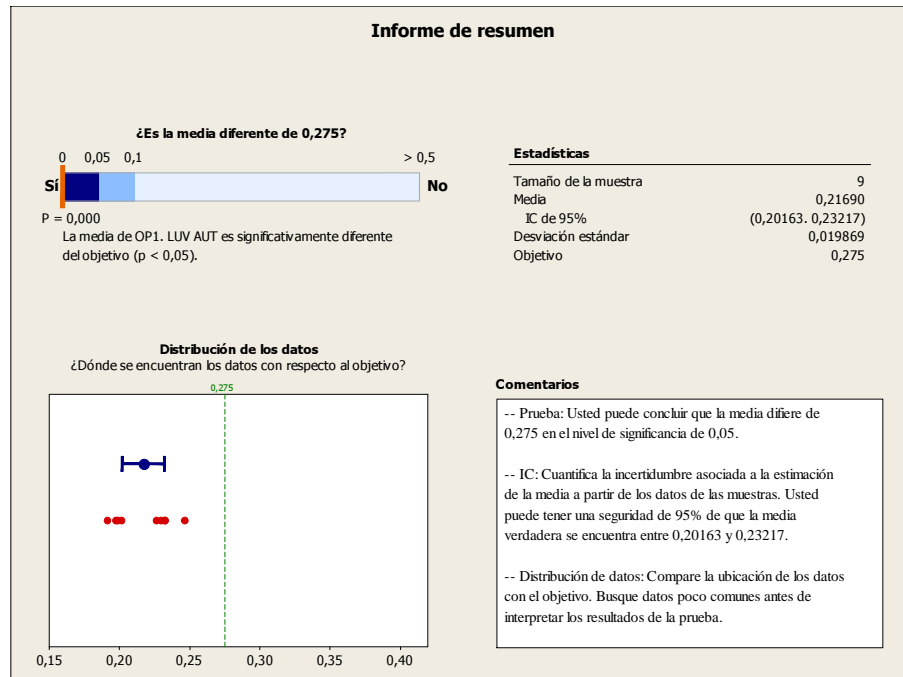 Informe de resumen
¿Es la media diferente de 0,275?
0 0,05 0,1 > 0,5
Sí No
P = 0,000
La media de OP1. LUV AUT es significativamente diferente
del objetivo (p < 0,05).
Estadísticas
Tamaño de la muestra 9
Media 0,21690
IC de 95% (0,20163. 0,23217)
Desviación estándar 0,019869
Objetivo 0,275
Distribución de los datos
¿Dónde se encuentran los datos con respecto al objetivo?
0,275
0,15 0,20 0,25 0,30 0,35 0,40
Comentarios
-- Prueba: Usted puede concluir que la media difiere de
0,275 en el nivel de significancia de 0,05.
-- IC: Cuantifica la incertidumbre asociada a la estimación
de la media a partir de los datos de las muestras. Usted
puede tener una seguridad de 95% de que la media
verdadera se encuentra entre 0,20163 y 0,23217.
-- Distribución de datos: Compare la ubicación de los datos
con el objetivo. Busque datos poco comunes antes de
interpretar los resultados de la prueba.